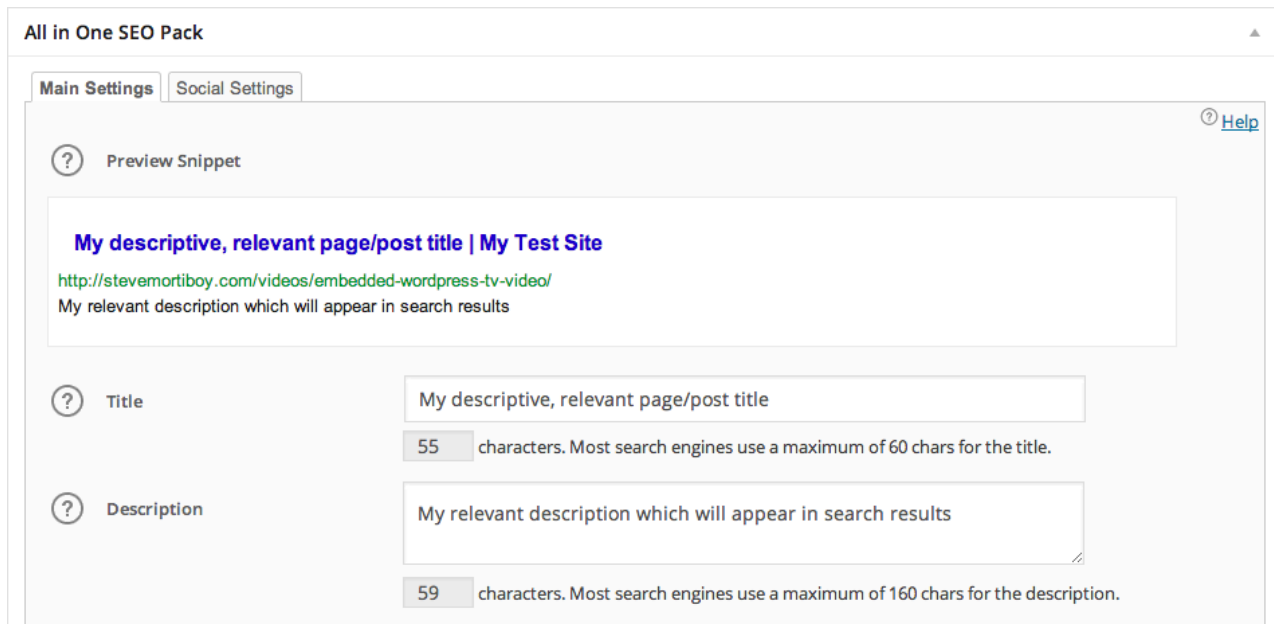 All in One SEO Pack
Main Settings Social Settings
? Help
? Preview Snippet
My descriptive, relevant page/post title | My Test Site
http://stevemortiboy.com/videos/embedded-wordpress-tv-video/
My relevant description which will appear in search results
? Title My descriptive, relevant page/post title
55 characters. Most search engines use a maximum of 60 chars for the title.
? Description My relevant description which will appear in search results
59 characters. Most search engines use a maximum of 160 chars for the description.